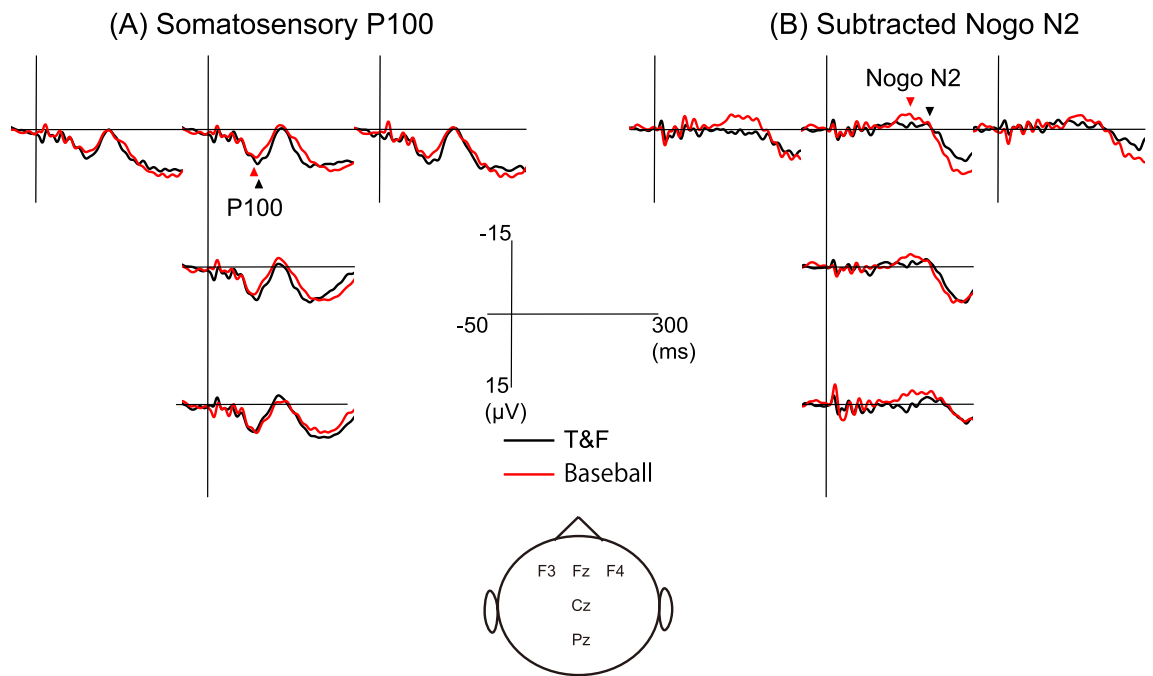 (A) Somatosensory P100
(B) Subtracted Nogo N2
Nogo N2
P100
-15
-50
300
(ms)
15
(μV)
T&F
Baseball
F3 Fz F4
Cz
Pz